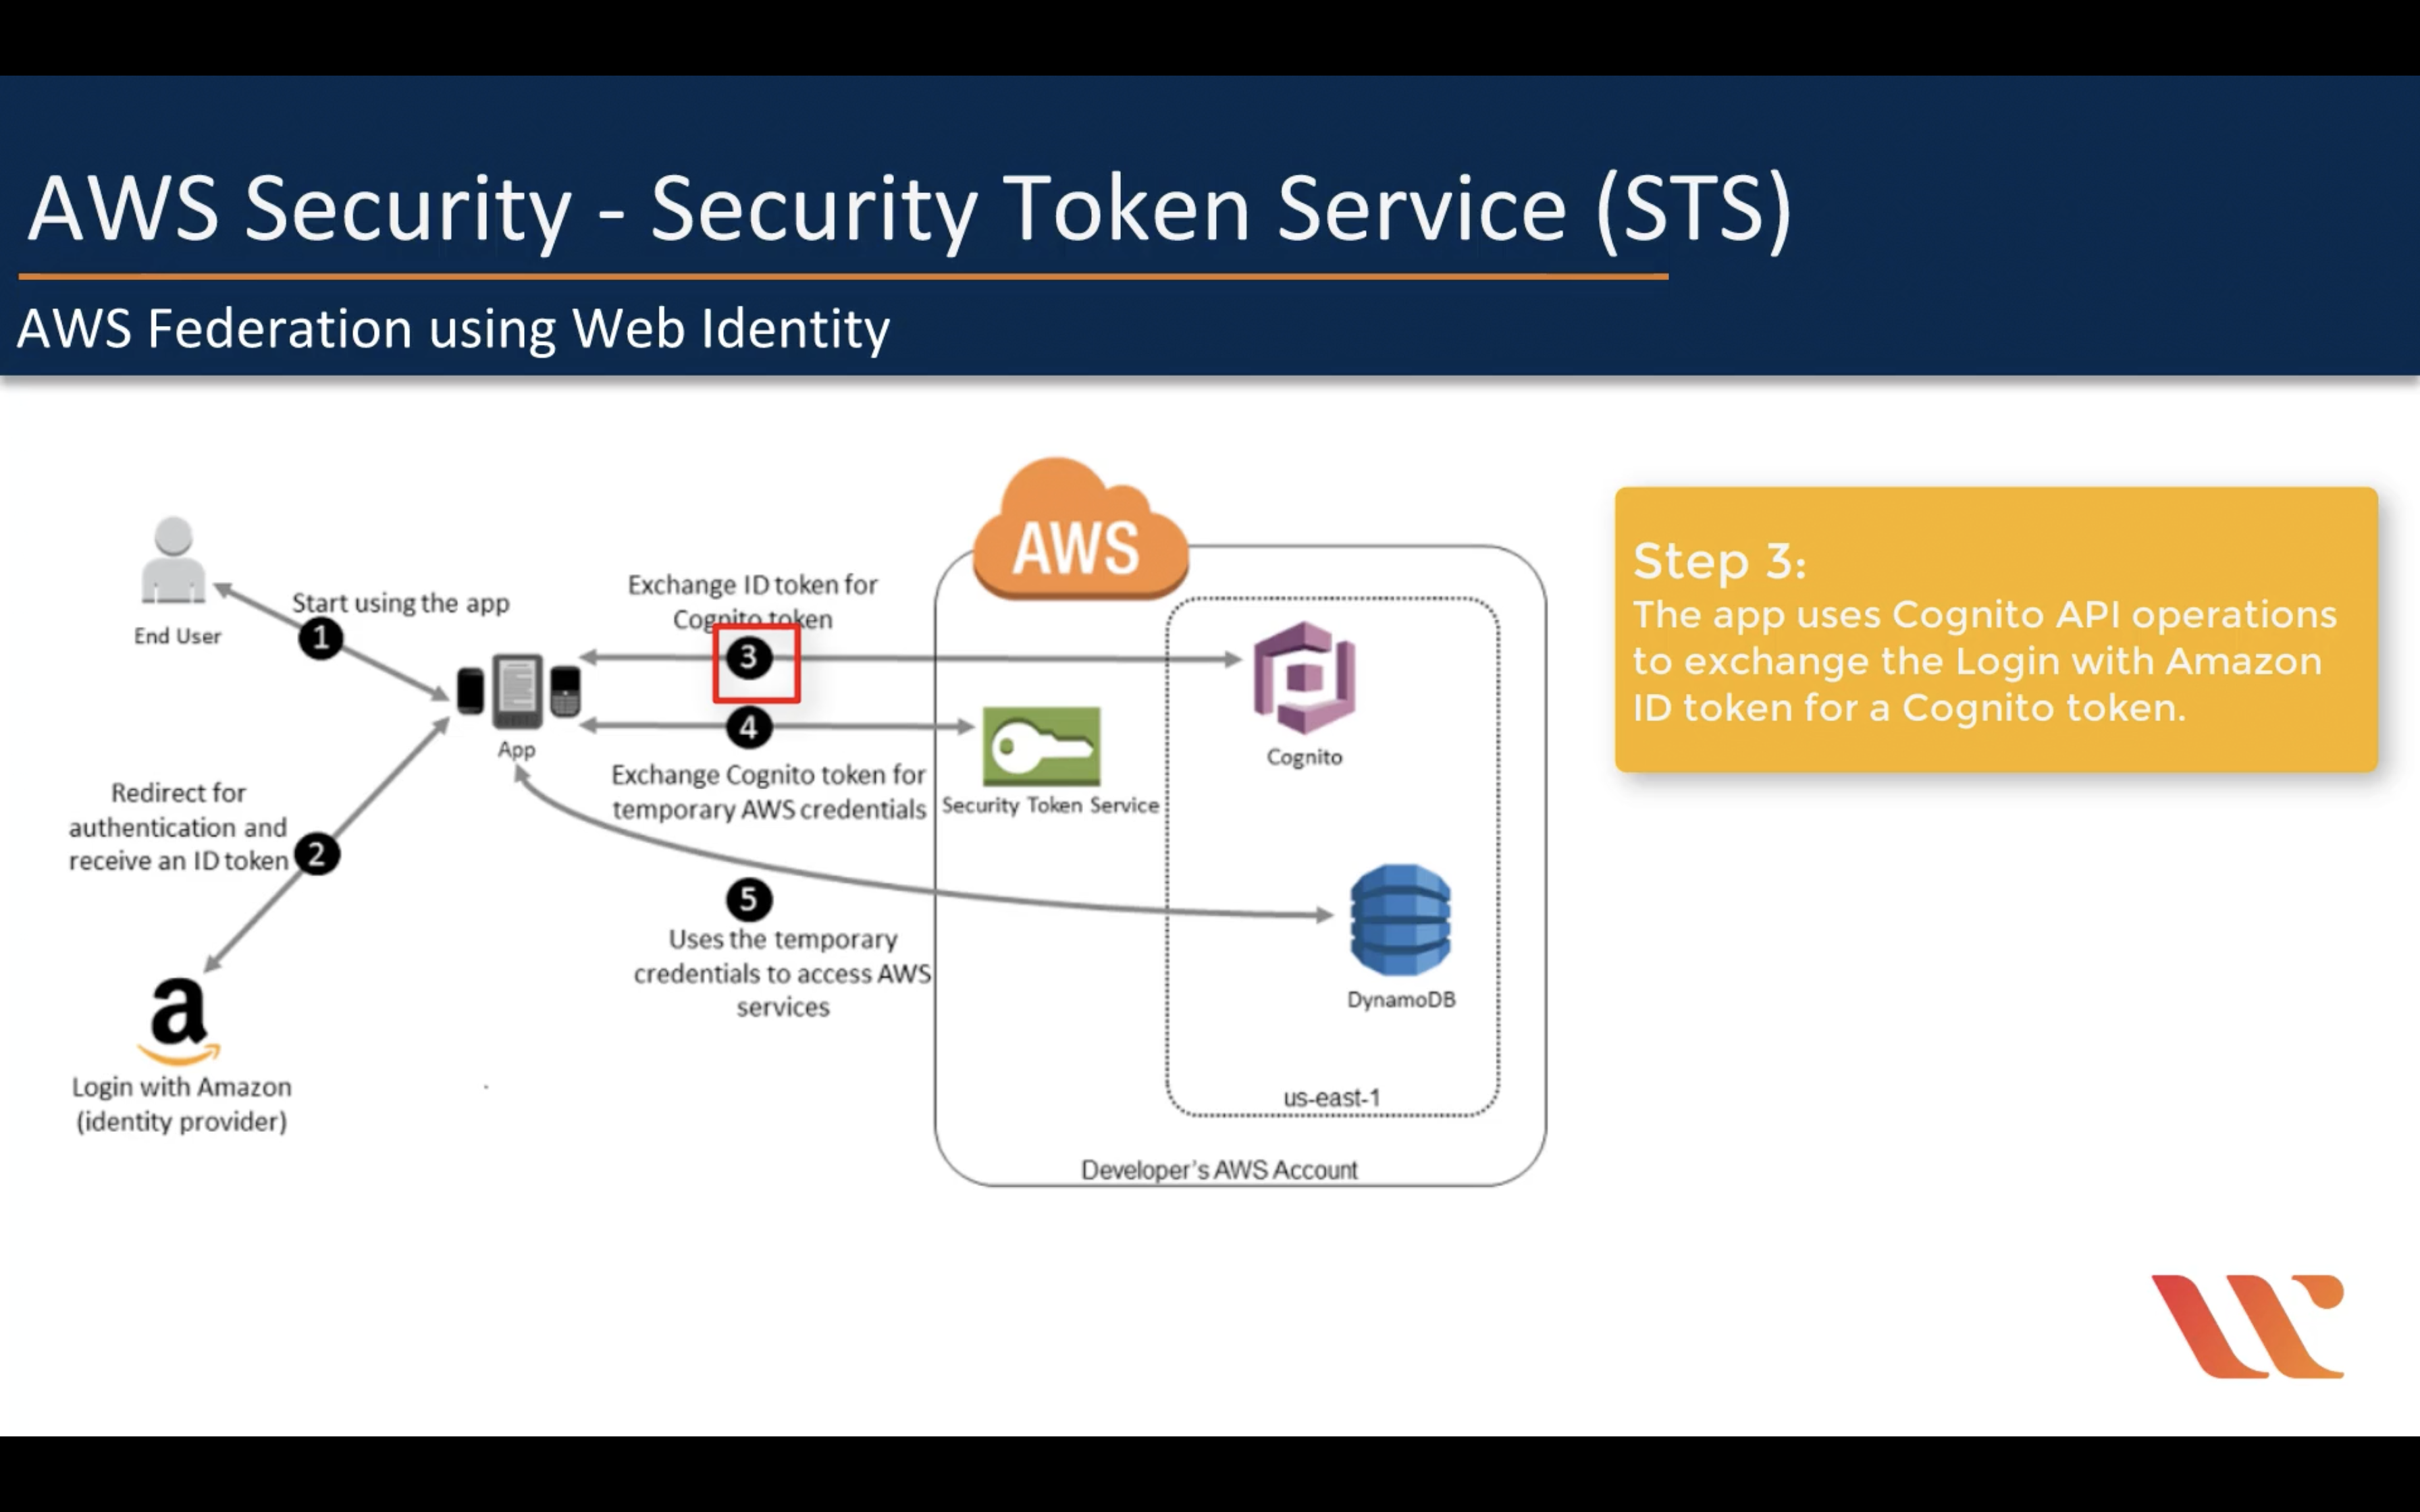 AWS Security - Security Token Service (STS)
AWS Federation using Web Identity
AWS
End User
Start using the app
1
Exchange ID token for
Cognito token
3
4
App
Exchange Cognito token for
temporary AWS credentials
Security Token Service
Cognito
Redirect for
authentication and
receive an ID token
2
5
Uses the temporary
credentials to access AWS
services
DynamoDB
a
Login with Amazon
(identity provider)
us-east-1
Developer's AWS Account
Step 3:
The app uses Cognito API operations
to exchange the Login with Amazon
ID token for a Cognito token.